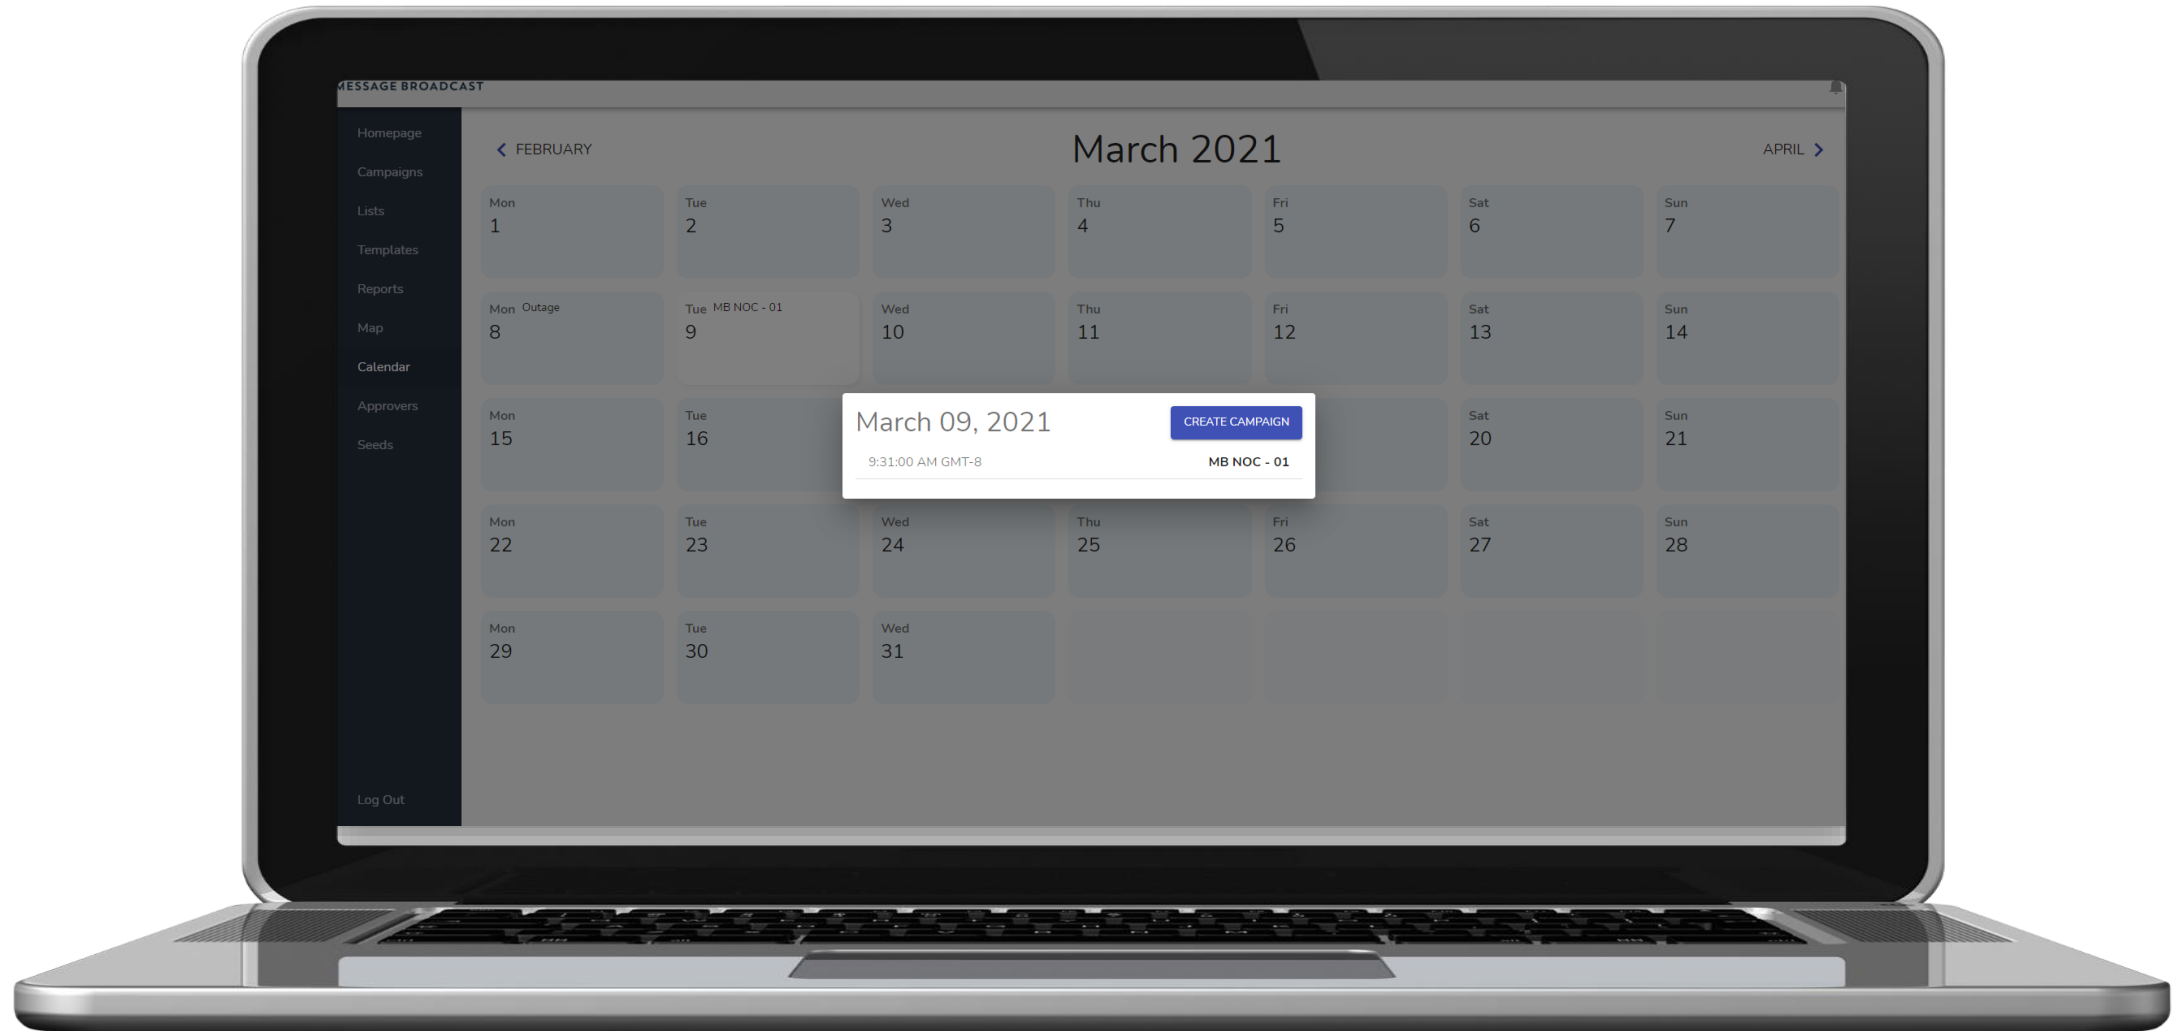 MESSAGE BROADCAST
Homepage
Campaigns
Lists
Templates
Reports
Map
Calendar
Approvers
Seeds
Log Out
FEBRUARY
March 2021
APRIL
Mon
1
Tue
2
Wed
3
Thu
4
Fri
5
Sat
6
Sun
7
Mon Outage
8
Tue MB NOC - 01
9
Wed
10
Thu
11
Fri
12
Sat
13
Sun
14
Mon
15
Tue
16
Sat
20
Sun
21
March 09, 2021
CREATE CAMPAIGN
9:31:00 AM GMT-8 MB NOC - 01
Mon
22
Tue
23
Wed
24
Thu
25
Fri
26
Sat
27
Sun
28
Mon
29
Tue
30
Wed
31